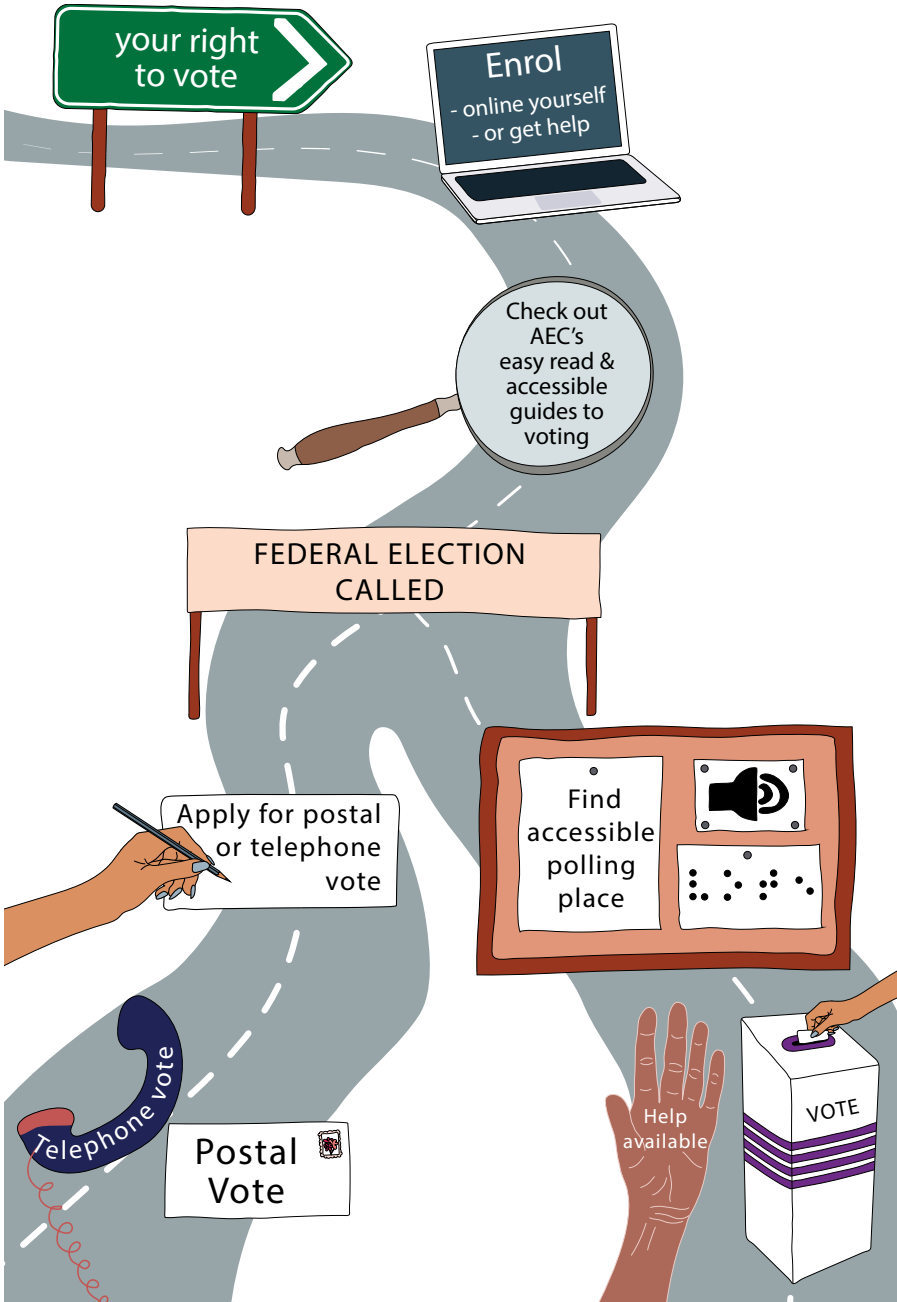 your right
to vote
Enrol
- online yourself
- or get help
Check out
AEC's
easy read &
accessible
guides to
voting
FEDERAL ELECTION
CALLED
Apply for postal
or telephone
vote
Find
accessible
polling
place
⠧⠕⠞⠑
Telephone vote
Postal
Vote
Help
available
VOTE